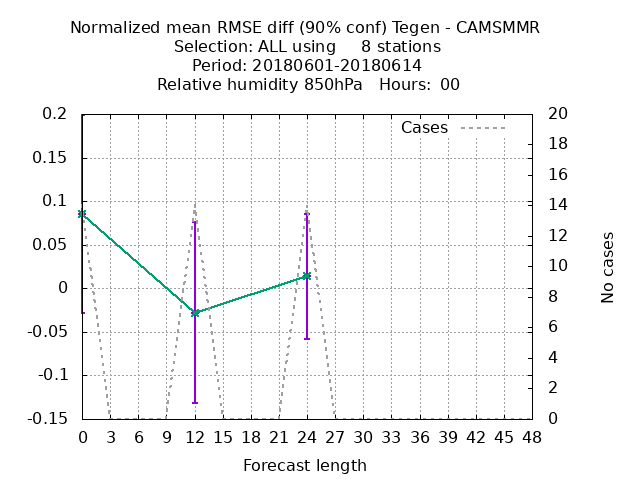 Normalized mean RMSE diff (90% conf) Tegen - CAMSMMR
Selection: ALL using 8 stations
Period: 20180601-20180614
Relative humidity 850hPa Hours: 00
Cases
0.2
0.15
0.1
0.05
0
-0.05
-0.1
-0.15
20
18
16
14
12
10
8
6
4
2
0
No cases
0 3 6 9 12 15 18 21 24 27 30 33 36 39 42 45 48
Forecast length